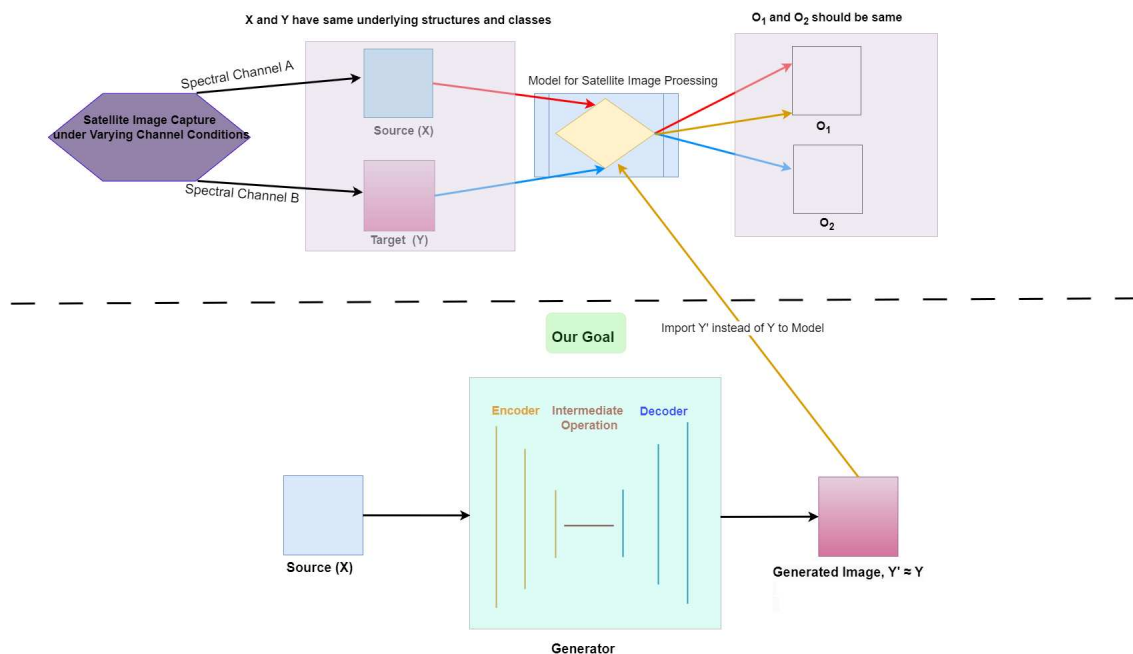 X and Y have same underlying structures and classes
O1 and O2 should be same
Spectral Channel A
Model for Satellite Image Proessing
Satellite Image Capture
under Varying Channel Conditions
Source (X)
O1
Spectral Channel B
Target (Y)
O2
Import Y' instead of Y to Model
Our Goal
Encoder
Intermediate
Operation
Decoder
Source (X)
Generated Image, Y' ≈ Y
Generator